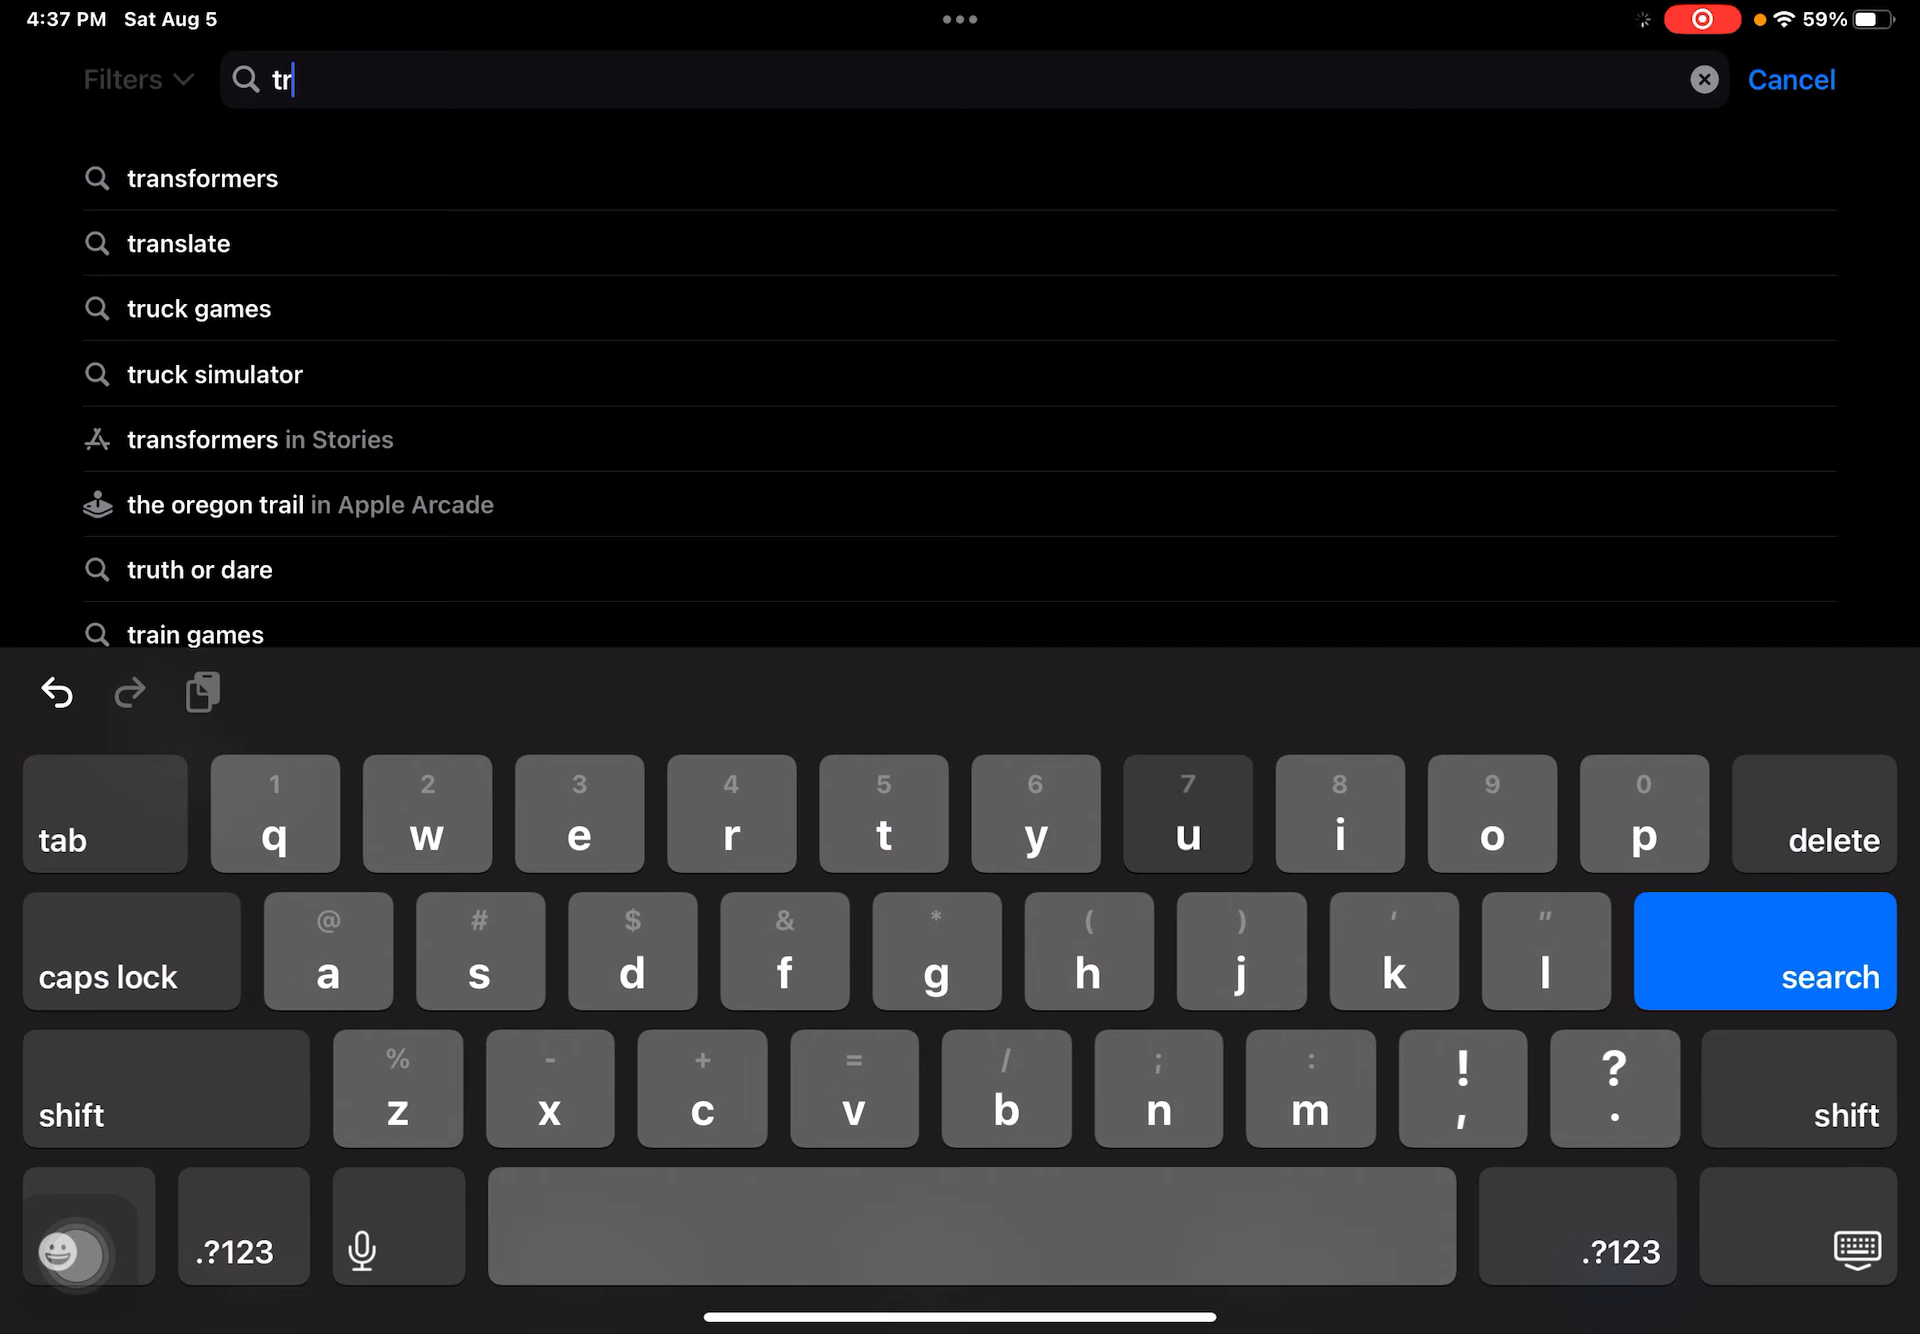 4:37 PM Sat Aug 5
59%
Filters
tr
Cancel
transformers
translate
truck games
truck simulator
transformers in Stories
the oregon trail in Apple Arcade
truth or dare
train games
1 2 3 4 5 6 7 8 9 0
tab q w e r t y u i o p delete
@ # $ & * ( ) ' "
caps lock a s d f g h j k l search
% - + = / ; : ! ?
shift z x c v b n m , . shift
.?123 .?123